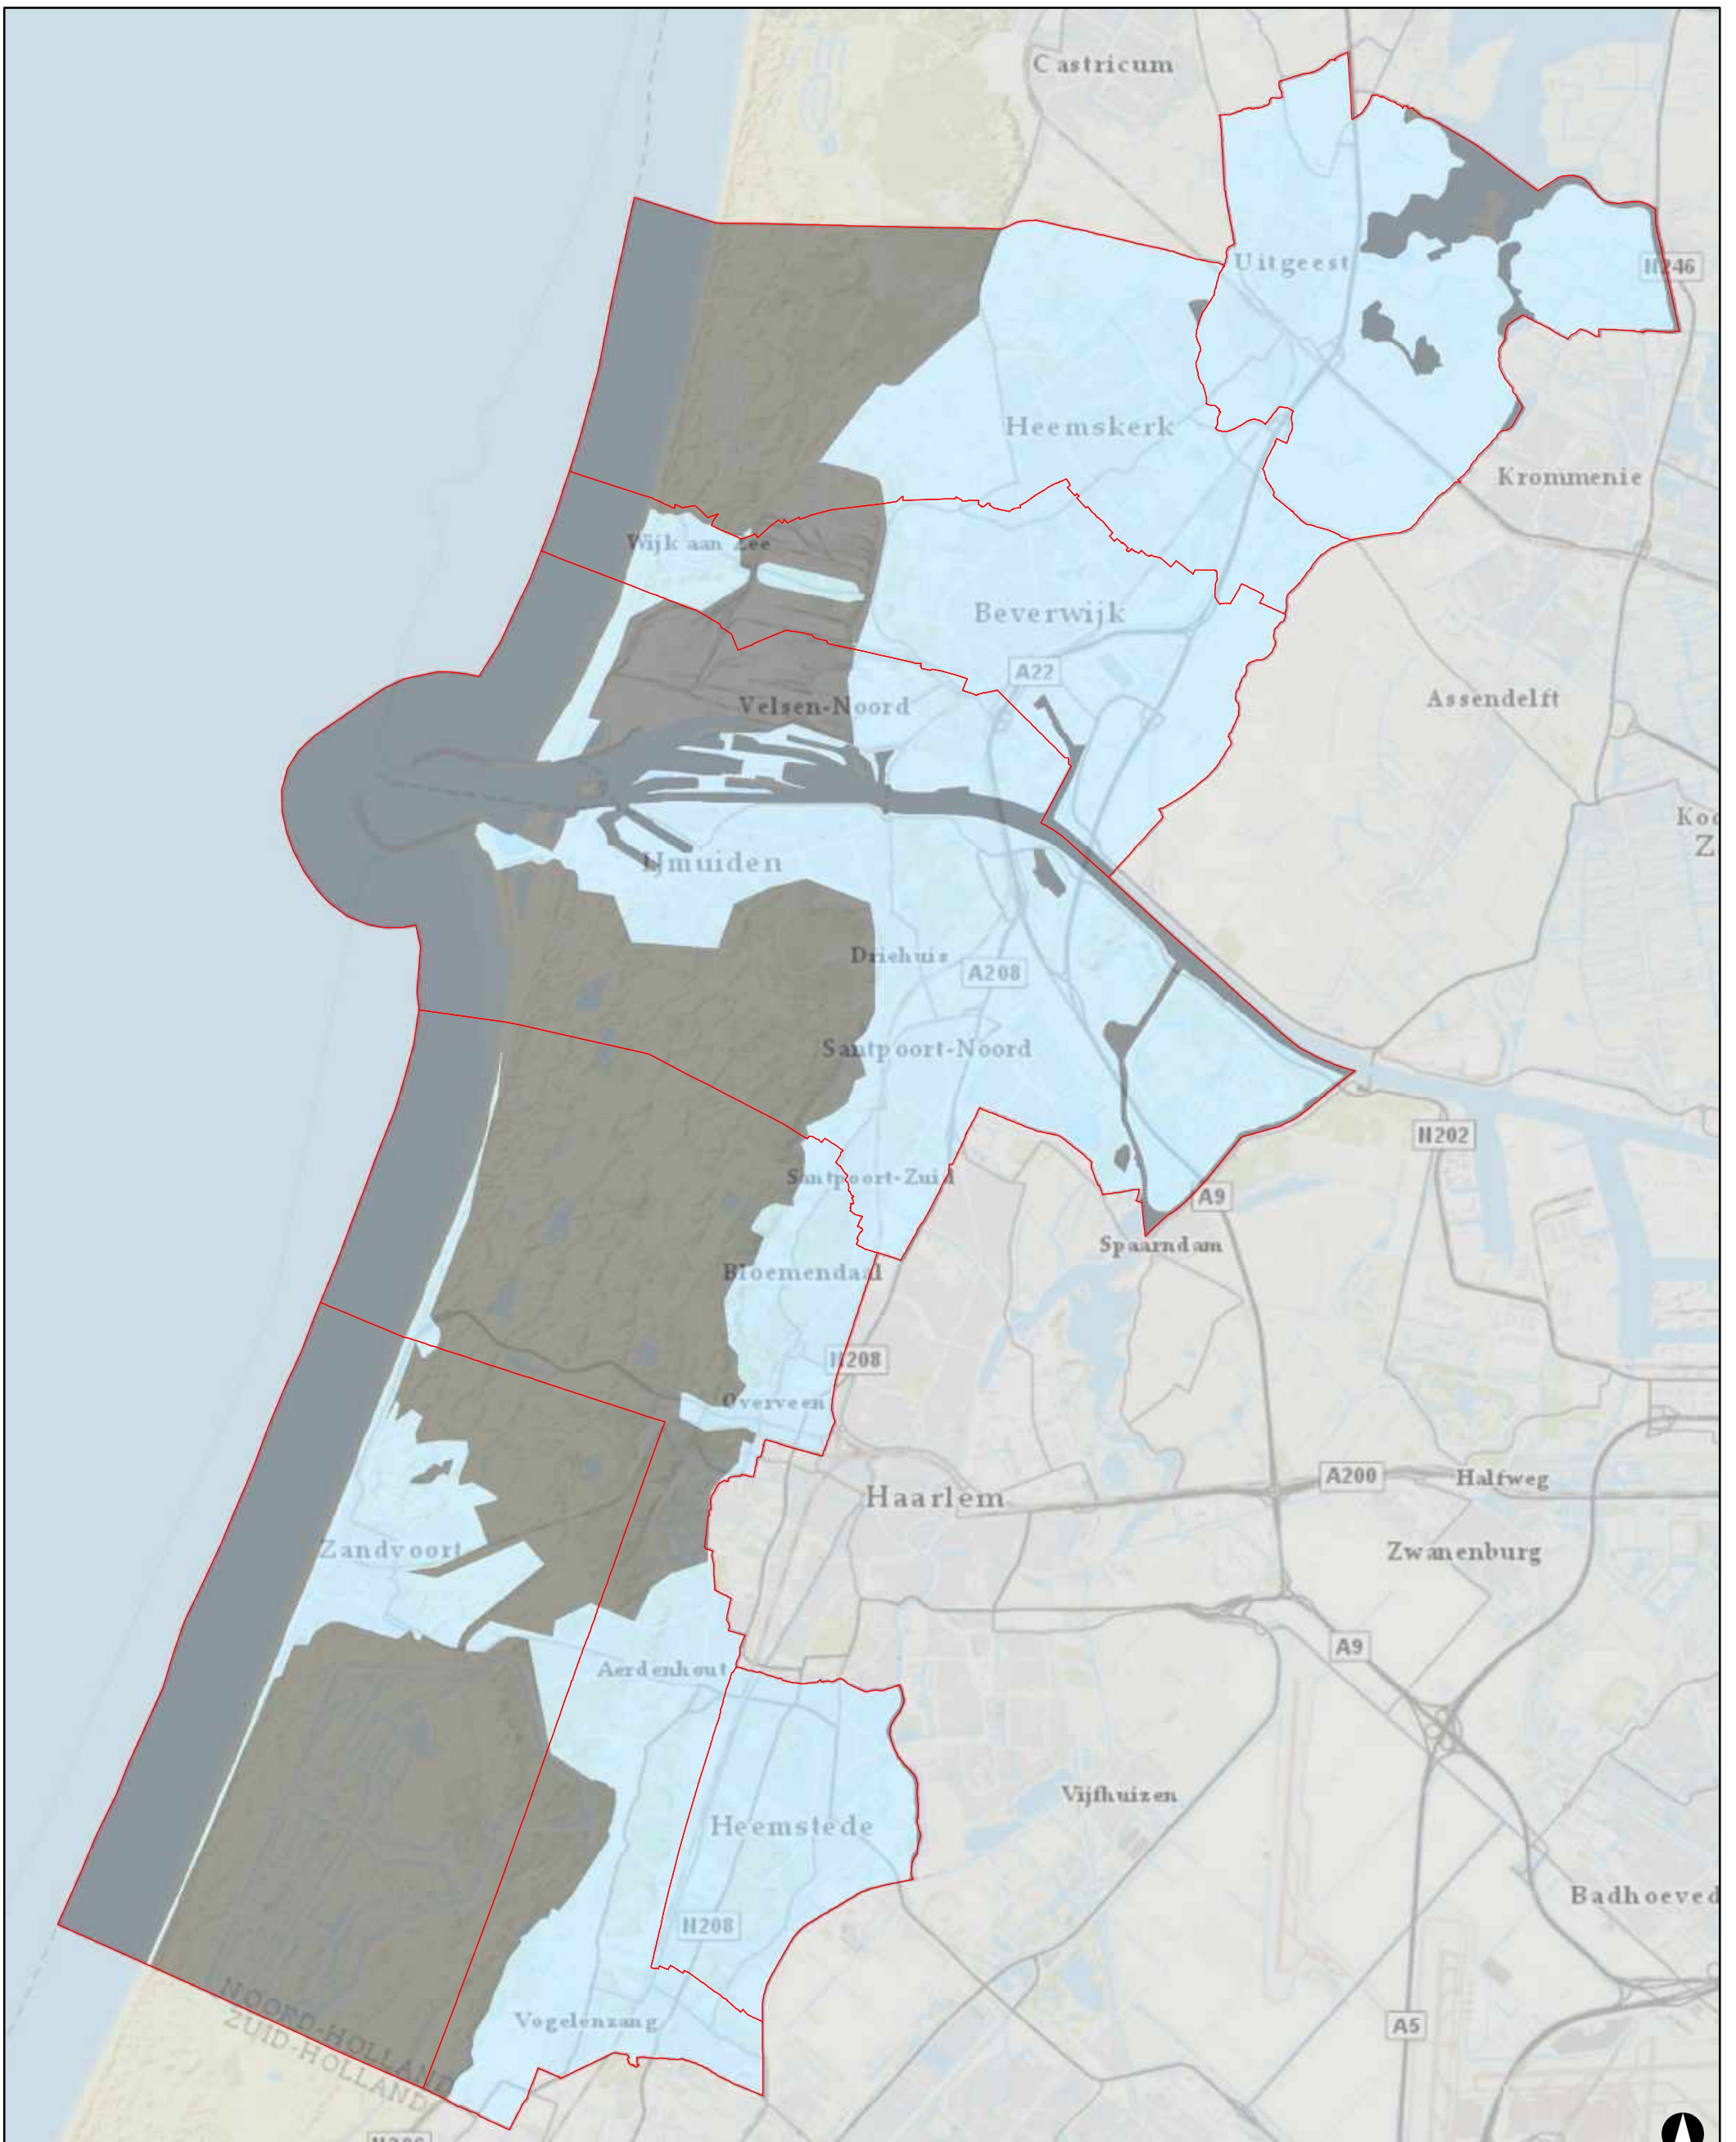 Castricum
Uitgeest
N246
Heemskerk
Krommenie
Wijk aan Zee
Beverwijk
A22
Assendelft
Velsen-Noord
IJmuiden
Driehuis
A208
Santpoort-Noord
N202
Santpoort-Zuid
A9
Spaarndam
Bloemendaal
N208
Overveen
A200
Halfweg
Haarlem
Zandvoort
Zwanenburg
A9
Aerdenhout
Vijfhuizen
Heemstede
Badhoeved
N208
NOORD-HOLLAND
ZUID-HOLLAND
Vogelenzang
A5